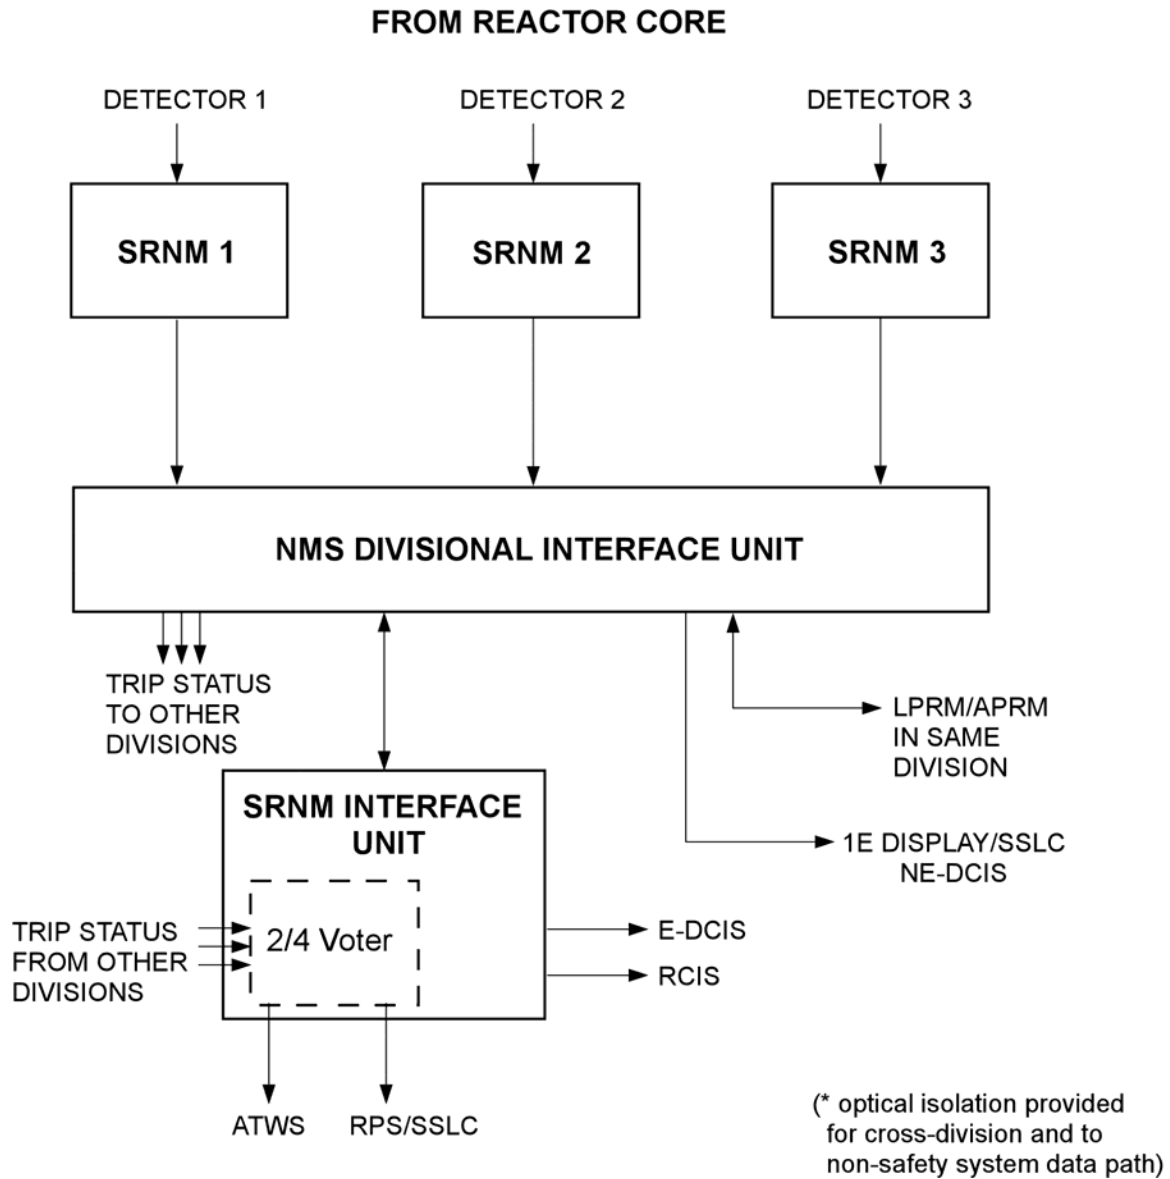 FROM REACTOR CORE
DETECTOR 1
DETECTOR 2
DETECTOR 3
SRNM 1
SRNM 2
SRNM 3
NMS DIVISIONAL INTERFACE UNIT
TRIP STATUS
TO OTHER
DIVISIONS
LPRM/APRM
IN SAME
DIVISION
SRNM INTERFACE
UNIT
1E DISPLAY/SSLC
NE-DCIS
2/4 Voter
TRIP STATUS
FROM OTHER
DIVISIONS
E-DCIS
RCIS
ATWS
RPS/SSLC
(* optical isolation provided
for cross-division and to
non-safety system data path)